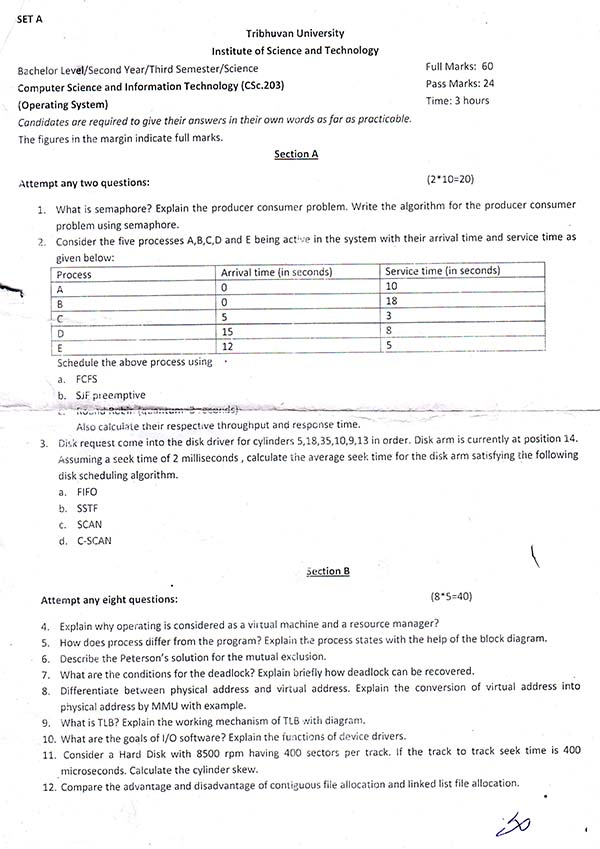 SET A
Tribhuvan University
Institute of Science and Technology
Bachelor Level/Second Year/Third Semester/Science
Full Marks: 60
Computer Science and Information Technology (CSc.203)
Pass Marks: 24
(Operating System)
Time: 3 hours
Candidates are required to give their answers in their own words as far as practicable.
The figures in the margin indicate full marks.
Section A
Attempt any two questions: (2*10=20)
1. What is semaphore? Explain the producer consumer problem. Write the algorithm for the producer consumer
problem using semaphore.
2. Consider the five processes A,B,C,D and E being active in the system with their arrival time and service time as
given below:
Process Arrival time (in seconds) Service time (in seconds)
A 0 10
B 0 18
C 5 3
D 15 8
E 12 5
Schedule the above process using
a. FCFS
b. SJF preemptive
c. Round Robin (quantum=3 seconds)
Also calculate their respective throughput and response time.
3. Disk request come into the disk driver for cylinders 5,18,35,10,9,13 in order. Disk arm is currently at position 14.
Assuming a seek time of 2 milliseconds , calculate the average seek time for the disk arm satisfying the following
disk scheduling algorithm.
a. FIFO
b. SSTF
c. SCAN
d. C-SCAN
Section B
Attempt any eight questions: (8*5=40)
4. Explain why operating is considered as a virtual machine and a resource manager?
5. How does process differ from the program? Explain the process states with the help of the block diagram.
6. Describe the Peterson's solution for the mutual exclusion.
7. What are the conditions for the deadlock? Explain briefly how deadlock can be recovered.
8. Differentiate between physical address and virtual address. Explain the conversion of virtual address into
physical address by MMU with example.
9. What is TLB? Explain the working mechanism of TLB with diagram.
10. What are the goals of I/O software? Explain the functions of device drivers.
11. Consider a Hard Disk with 8500 rpm having 400 sectors per track. If the track to track seek time is 400
microseconds. Calculate the cylinder skew.
12. Compare the advantage and disadvantage of contiguous file allocation and linked list file allocation.